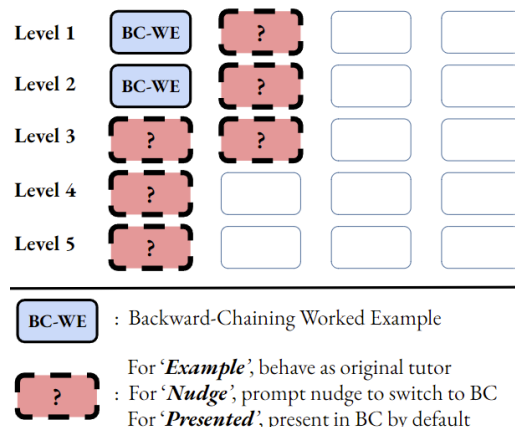 Level 1 BC-WE ?
Level 2 BC-WE ?
Level 3 ? ?
Level 4 ?
Level 5 ?
BC-WE : Backward-Chaining Worked Example
For ‘Example’, behave as original tutor
? : For ‘Nudge’, prompt nudge to switch to BC
For ‘Presented’, present in BC by default